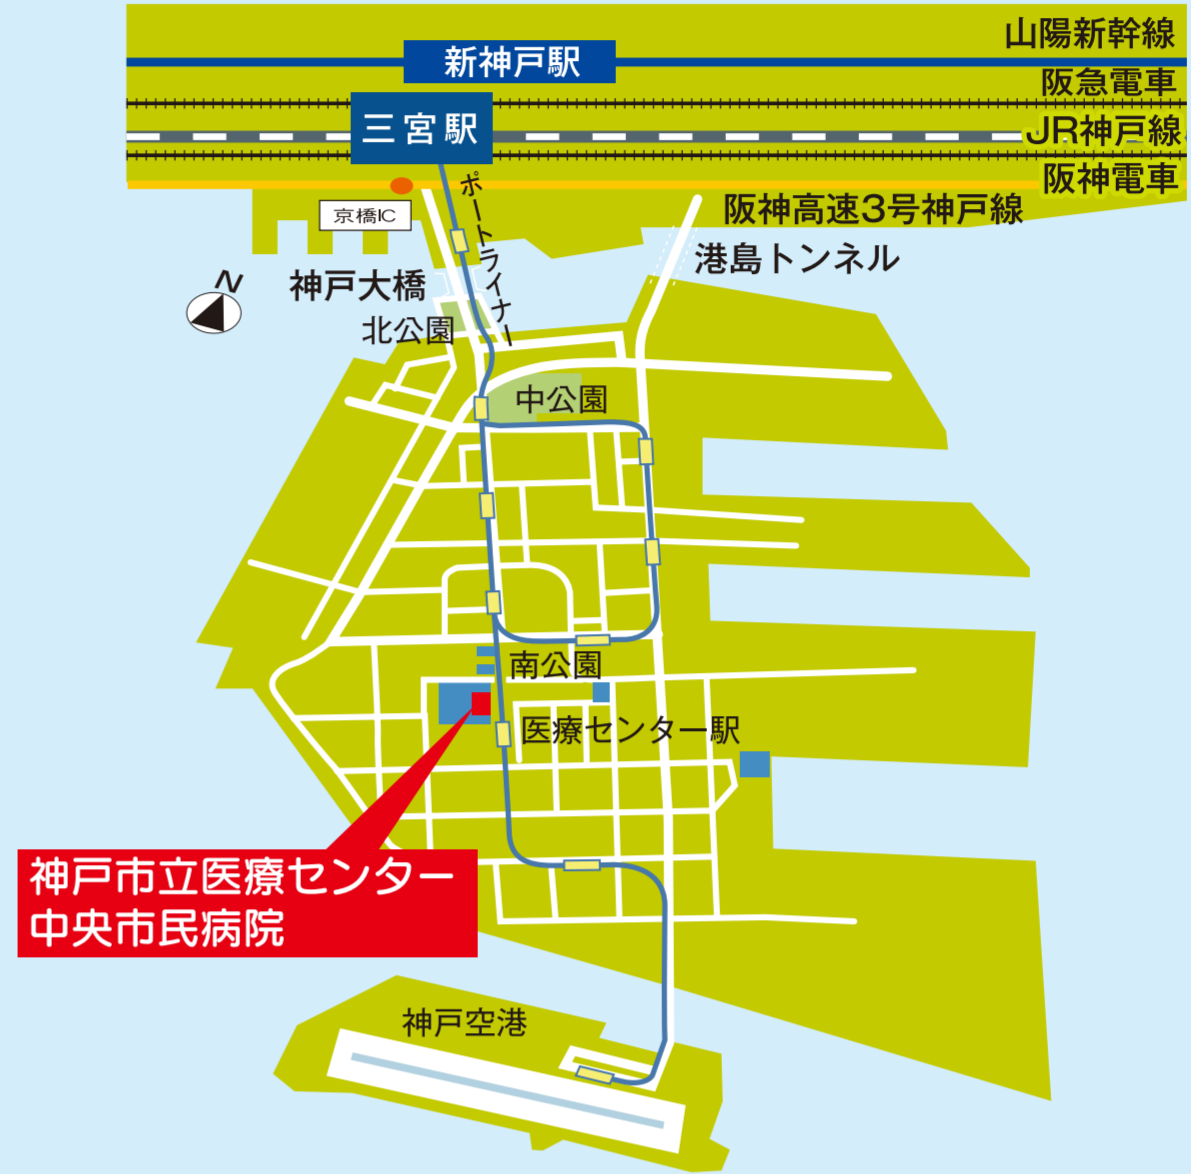 山陽新幹線
新神戸駅
阪急電車
三宮駅
JR神戸線
阪神電車
ポートライナー
京橋IC
阪神高速3号神戸線
港島トンネル
N
神戸大橋
北公園
中公園
南公園
医療センター駅
神戸市立医療センター
中央市民病院
神戸空港